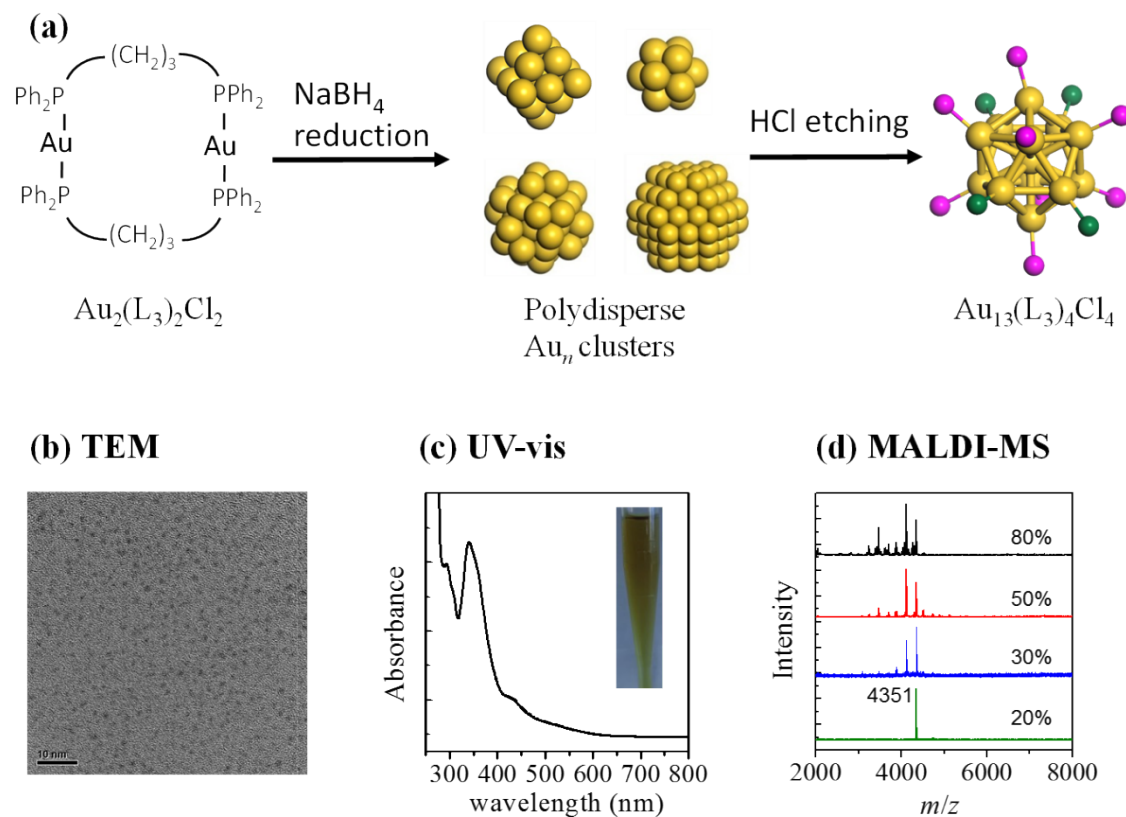 (a)
(CH₂)₃
Ph₂P
PPh₂
Au
Au
Ph₂P
PPh₂
(CH₂)₃
Au₂(L₃)₂Cl₂
NaBH₄
reduction
Polydisperse
Auₙ clusters
HCl etching
Au₁₃(L₃)₄Cl₄
(b) TEM
10 nm
(c) UV-vis
Absorbance
300 400 500 600 700 800
wavelength (nm)
(d) MALDI-MS
Intensity
80%
50%
30%
4351
20%
2000 4000 6000 8000
m/z